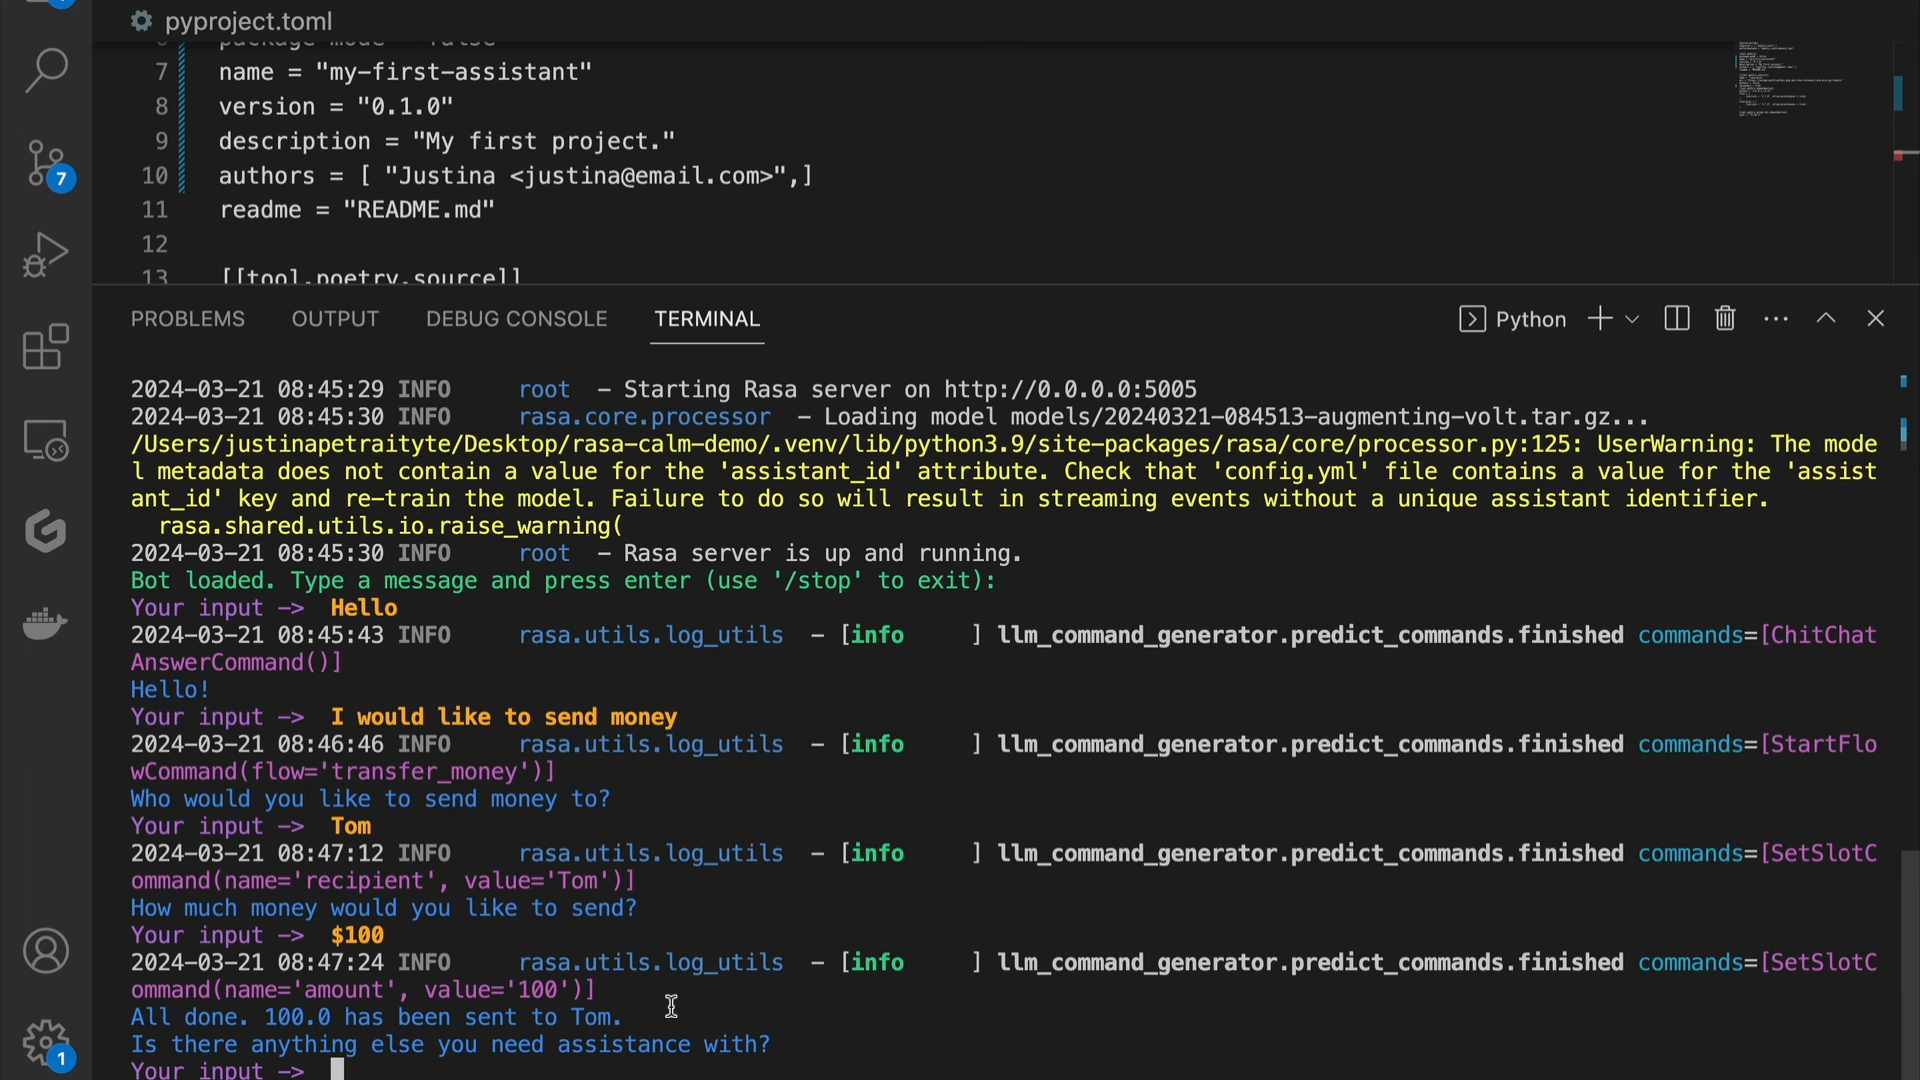 pyproject.toml
package-mode = false
7 name = "my-first-assistant"
8 version = "0.1.0"
9 description = "My first project."
10 authors = [ "Justina <justina@email.com>",]
11 readme = "README.md"
12
13 [[tool.poetry.source]]
7
PROBLEMS OUTPUT DEBUG CONSOLE TERMINAL Python
2024-03-21 08:45:29 INFO root - Starting Rasa server on http://0.0.0.0:5005
2024-03-21 08:45:30 INFO rasa.core.processor - Loading model models/20240321-084513-augmenting-volt.tar.gz...
/Users/justinapetraityte/Desktop/rasa-calm-demo/.venv/lib/python3.9/site-packages/rasa/core/processor.py:125: UserWarning: The mode
l metadata does not contain a value for the 'assistant_id' attribute. Check that 'config.yml' file contains a value for the 'assist
ant_id' key and re-train the model. Failure to do so will result in streaming events without a unique assistant identifier.
rasa.shared.utils.io.raise_warning(
2024-03-21 08:45:30 INFO root - Rasa server is up and running.
Bot loaded. Type a message and press enter (use '/stop' to exit):
Your input -> Hello
2024-03-21 08:45:43 INFO rasa.utils.log_utils - [info ] llm_command_generator.predict_commands.finished commands=[ChitChat
AnswerCommand()]
Hello!
Your input -> I would like to send money
2024-03-21 08:46:46 INFO rasa.utils.log_utils - [info ] llm_command_generator.predict_commands.finished commands=[StartFlo
wCommand(flow='transfer_money')]
Who would you like to send money to?
Your input -> Tom
2024-03-21 08:47:12 INFO rasa.utils.log_utils - [info ] llm_command_generator.predict_commands.finished commands=[SetSlotC
ommand(name='recipient', value='Tom')]
How much money would you like to send?
Your input -> $100
2024-03-21 08:47:24 INFO rasa.utils.log_utils - [info ] llm_command_generator.predict_commands.finished commands=[SetSlotC
ommand(name='amount', value='100')]
All done. 100.0 has been sent to Tom.
Is there anything else you need assistance with?
Your input ->
1